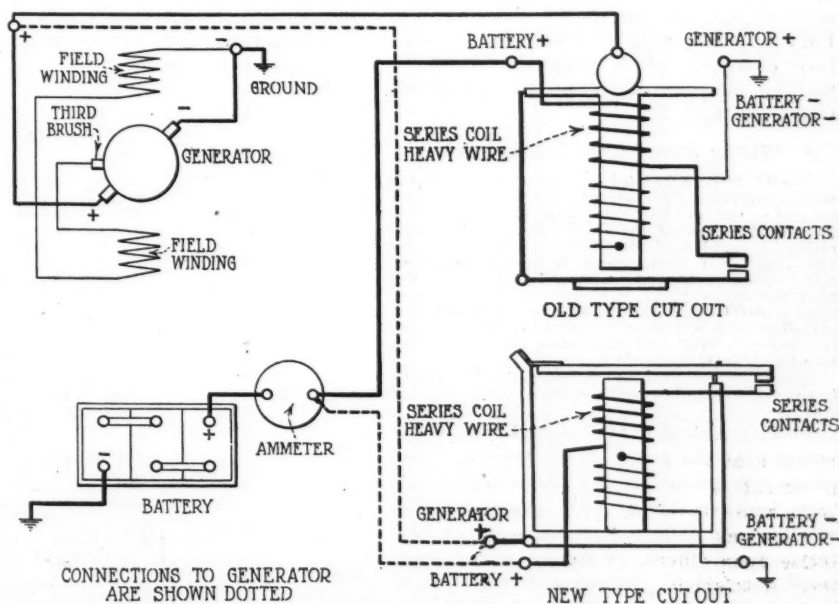 +
-
FIELD
WINDING
GROUND
THIRD
BRUSH
-
GENERATOR
+
FIELD
WINDING
BATTERY +
GENERATOR +
BATTERY -
GENERATOR -
SERIES COIL
HEAVY WIRE
SERIES CONTACTS
OLD TYPE CUT OUT
SERIES COIL
HEAVY WIRE
SERIES
CONTACTS
AMMETER
+
-
BATTERY
GENERATOR
+
BATTERY +
BATTERY -
GENERATOR -
CONNECTIONS TO GENERATOR
ARE SHOWN DOTTED
NEW TYPE CUT OUT